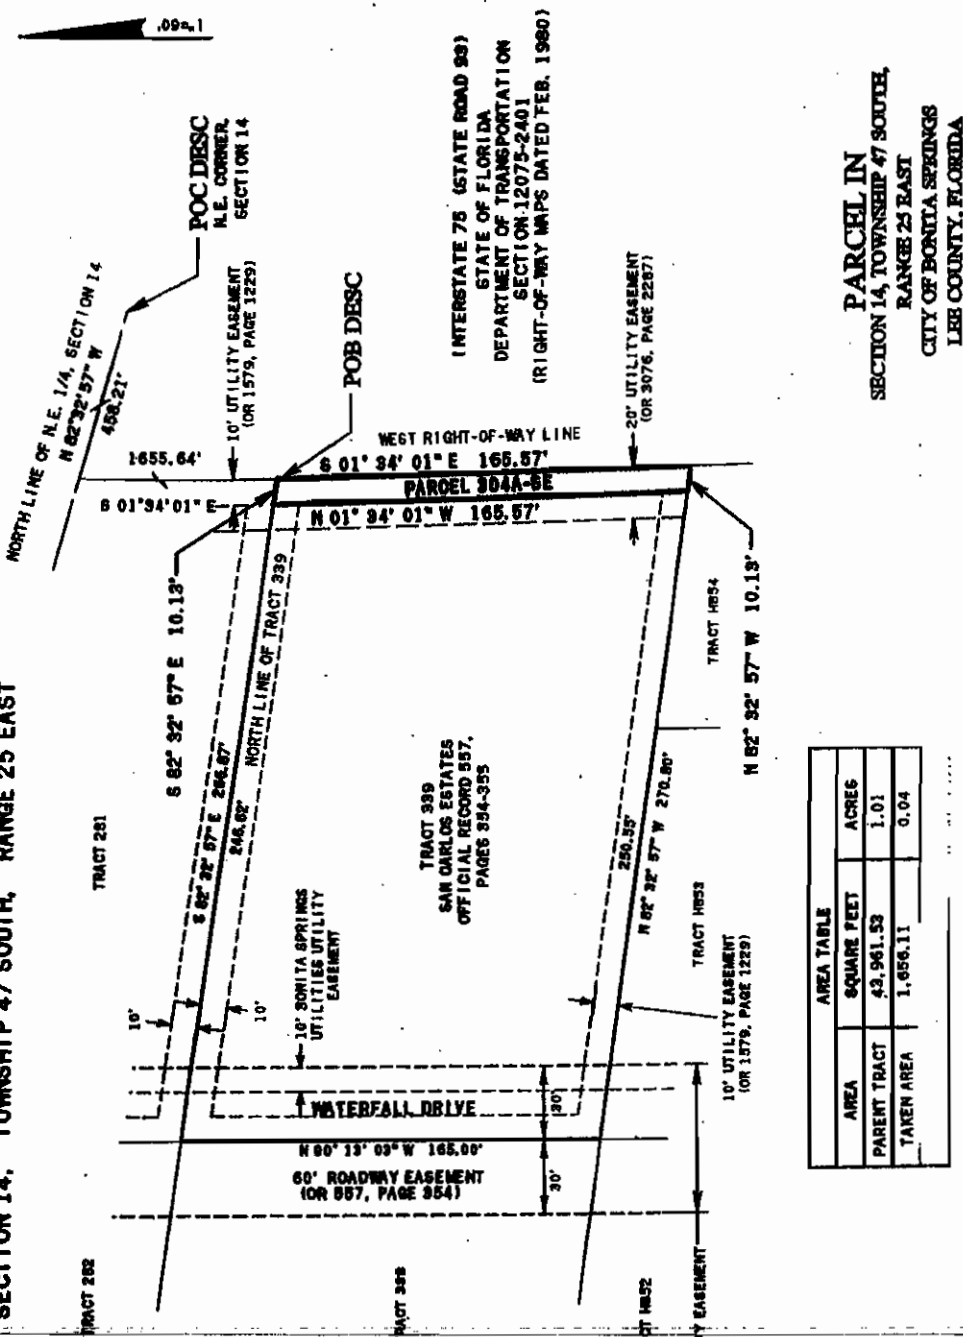 SECTION 14, TOWNSHIP 47 SOUTH, RANGE 25 EAST
1"=60'
NORTH LINE OF N.E. 1/4, SECTION 14
N 82°32'57" W
458.21'
POC DESC
N.E. CORNER,
SECTION 14
1655.64'
S 01°34'01" E
10' UTILITY EASEMENT
(OR 1579, PAGE 1229)
POB DESC
INTERSTATE 75 (STATE ROAD 93)
STATE OF FLORIDA
DEPARTMENT OF TRANSPORTATION
SECTION 12075-2401
(RIGHT-OF-WAY MAPS DATED FEB. 1980)
20' UTILITY EASEMENT
(OR 3076, PAGE 2287)
WEST RIGHT-OF-WAY LINE
S 01° 34' 01" E 165.57'
PARCEL 304A-SE
N 01° 34' 01" W 165.57'
S 82° 32' 57" E 10.13'
N 82° 32' 57" W 10.13'
TRACT 281
S 82° 32' 57" E 266.87'
246.62'
NORTH LINE OF TRACT 339
TRACT 339
SAN CARLOS ESTATES
OFFICIAL RECORD 557,
PAGES 354-355
250.55'
N 82° 32' 57" W 270.80'
TRACT H854
TRACT H853
10'
10'
10' BONITA SPRINGS
UTILITIES UTILITY
EASEMENT
10' UTILITY EASEMENT
(OR 1579, PAGE 1229)
WATERFALL DRIVE
30'
N 00° 13' 03" W 165.00'
60' ROADWAY EASEMENT
(OR 557, PAGE 354)
30'
TRACT 282
RACT 338
CT H852
Y EASEMENT
PARCEL IN
SECTION 14, TOWNSHIP 47 SOUTH,
RANGE 25 EAST
CITY OF BONITA SPRINGS
LEE COUNTY, FLORIDA
AREA TABLE
AREA SQUARE FEET ACRES
PARENT TRACT 43,961.53 1.01
TAKEN AREA 1,656.11 0.04